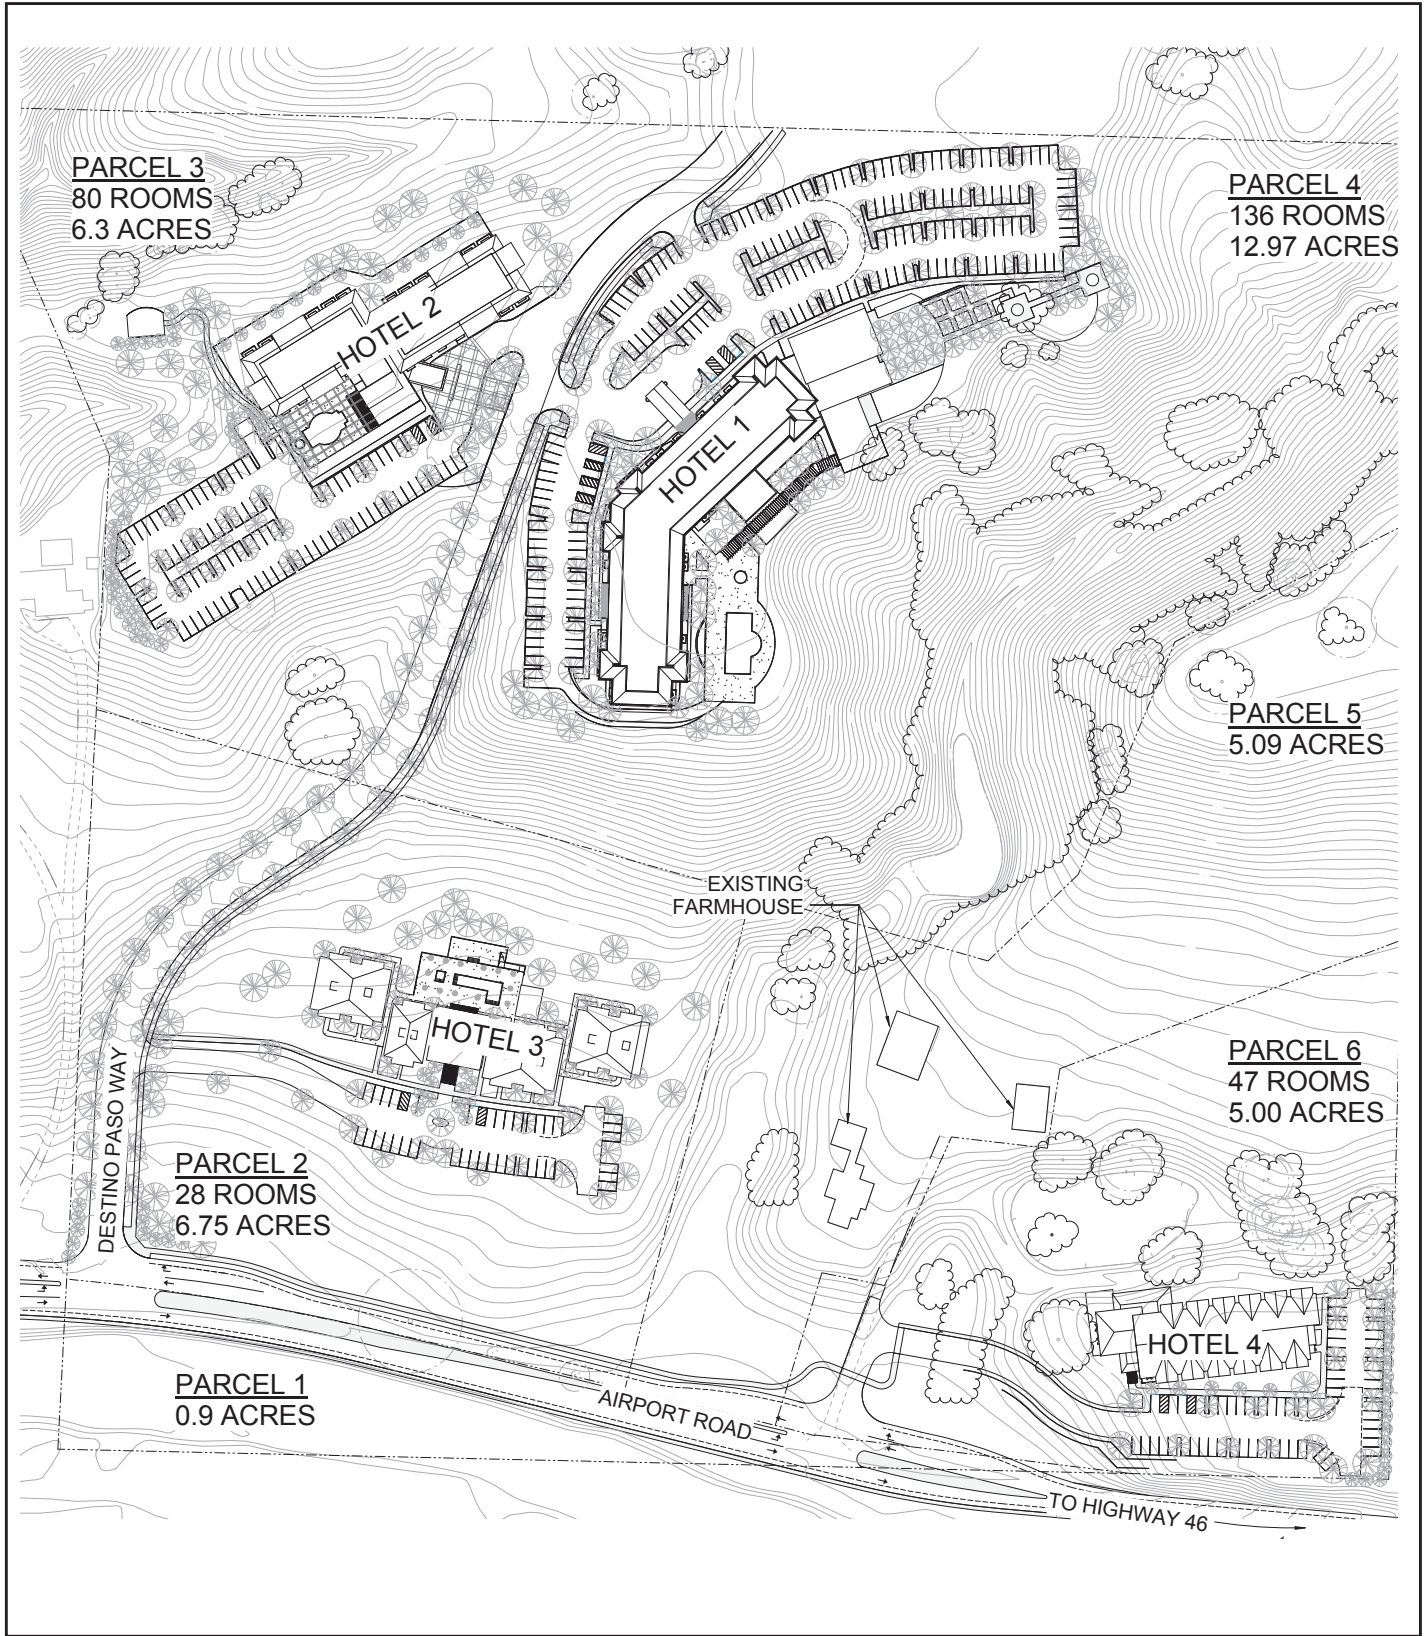 PARCEL 3
80 ROOMS
6.3 ACRES
PARCEL 4
136 ROOMS
12.97 ACRES
HOTEL 2
HOTEL 1
PARCEL 5
5.09 ACRES
EXISTING
FARMHOUSE
HOTEL 3
PARCEL 6
47 ROOMS
5.00 ACRES
DESTINO PASO WAY
PARCEL 2
28 ROOMS
6.75 ACRES
HOTEL 4
PARCEL 1
0.9 ACRES
AIRPORT ROAD
TO HIGHWAY 46